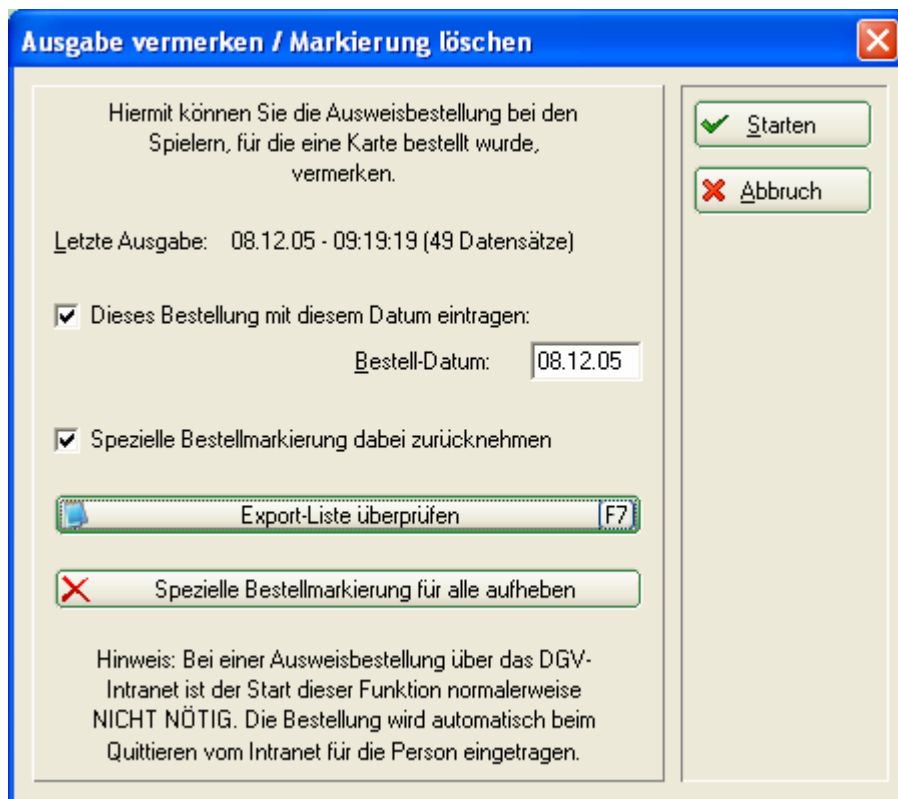 Ausgabe vermerken / Markierung löschen
Hiermit können Sie die Ausweisbestellung bei den
Spielern, für die eine Karte bestellt wurde,
vermerken.
Letzte Ausgabe: 08.12.05 - 09:19:19 (49 Datensätze)
Dieses Bestellung mit diesem Datum eintragen:
Bestell-Datum: 08.12.05
Spezielle Bestellmarkierung dabei zurücknehmen
Export-Liste überprüfen F7
Spezielle Bestellmarkierung für alle aufheben
Hinweis: Bei einer Ausweisbestellung über das DGV-
Intranet ist der Start dieser Funktion normalerweise
NICHT NÖTIG. Die Bestellung wird automatisch beim
Quittieren vom Intranet für die Person eingetragen.
Starten
Abbruch